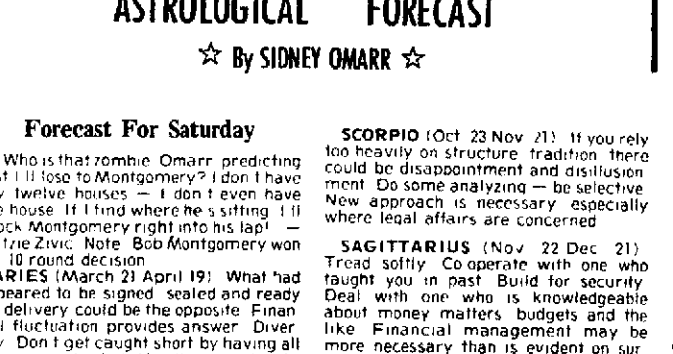 ASTROLOGICAL FORECAST
☆ By SIDNEY OMARR ☆
Forecast For Saturday
Who is that zombie Omarr predicting
I'll lose to Montgomery? I don't have
twelve houses — I don't even have
house If I find where he s sitting I ll
Montgomery right into his lap! —
Zivic Note Bob Montgomery won
10 round decision
ARIES (March 21 April 19) What had
appeared to be signed sealed and ready
delivery could be the opposite Finan
fluctuation provides answer Diver
Don t get caught short by having all
SCORPIO (Oct 23 Nov 21) If you rely
too heavily on structure tradition there
could be disappointment and disillusion
ment Do some analyzing — be selective
New approach is necessary especially
where legal affairs are concerned
SAGITTARIUS (Nov 22 Dec 21)
Tread softly Co operate with one who
taught you in past Build for security
Deal with one who is knowledgeable
about money matters budgets and the
like Financial management may be
more necessary than is evident on sur